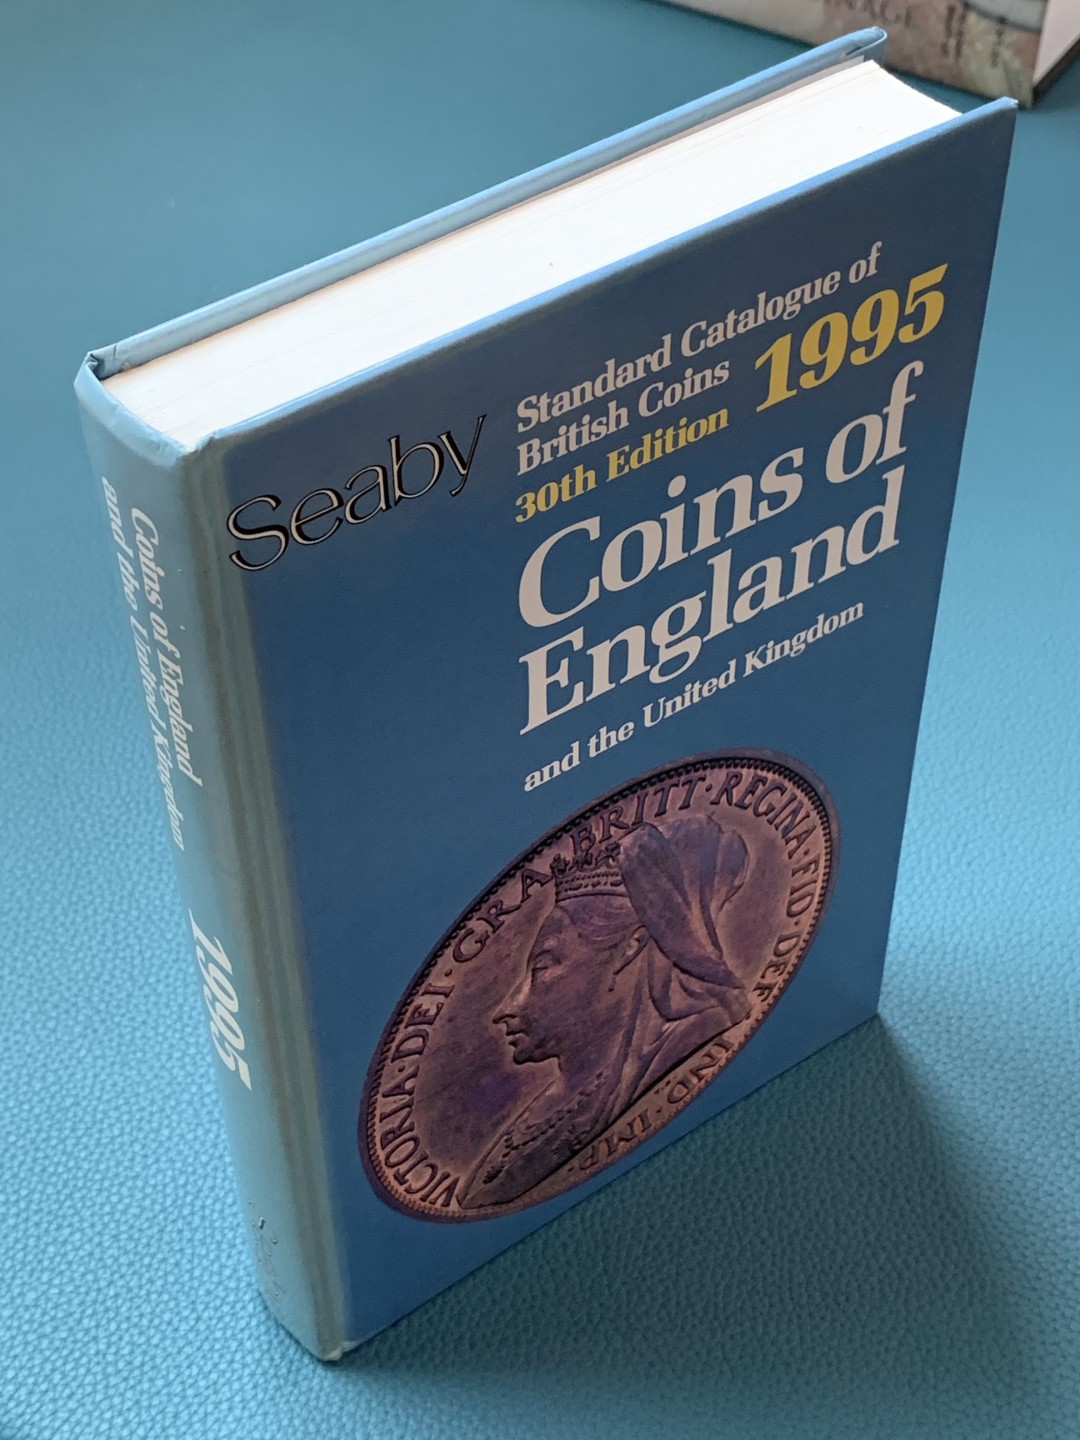 Seaby
Standard Catalogue of
British Coins 1995
30th Edition
Coins of
England
and the United Kingdom
VICTORIA·DEI·GRA·BRITT·REGINA·FID·DEF·IND·IMP·
Coins of England
and the United Kingdom
1995